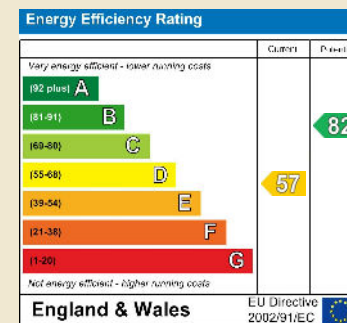 Energy Efficiency Rating
Current
Very energy efficient - lower running costs
(92 plus) A
(81-91) B
82
(69-80) C
(55-68) D
57
(39-54) E
(21-38) F
(1-20) G
Not energy efficient - higher running costs
England & Wales
EU Directive
2002/91/EC